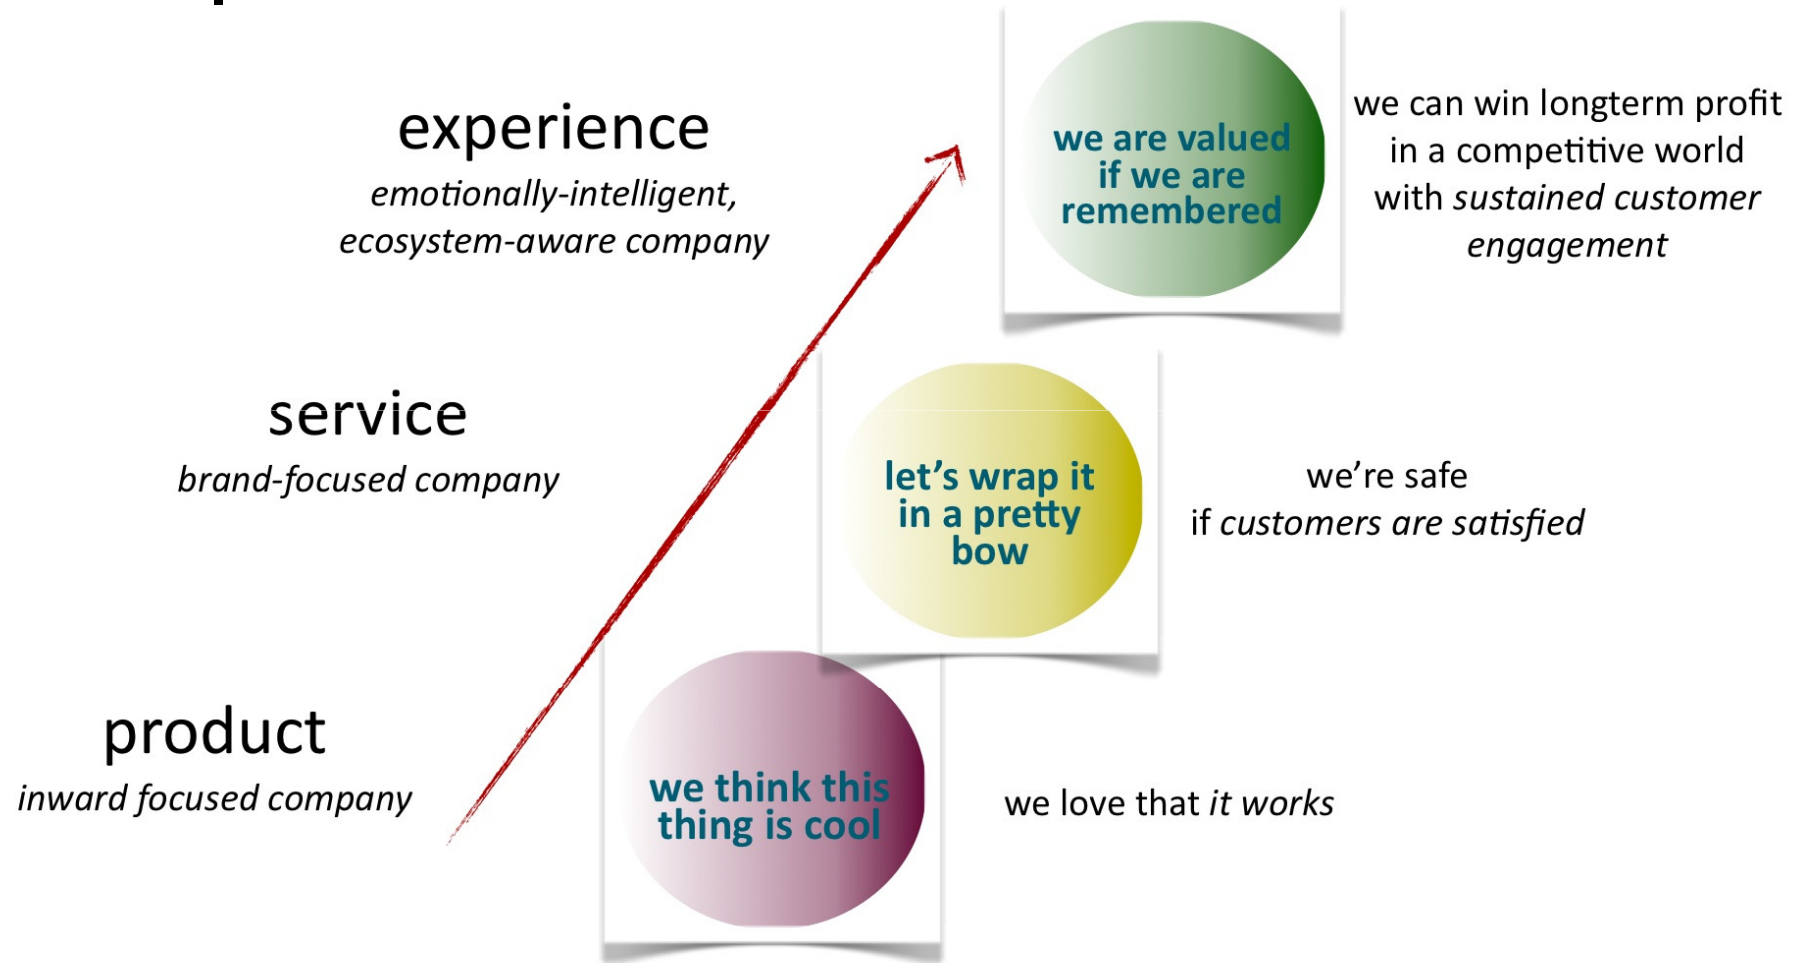 experience
emotionally-intelligent,
ecosystem-aware company
we are valued
if we are
remembered
we can win longterm profit
in a competitive world
with sustained customer
engagement
service
brand-focused company
let's wrap it
in a pretty
bow
we're safe
if customers are satisfied
product
inward focused company
we think this
thing is cool
we love that it works